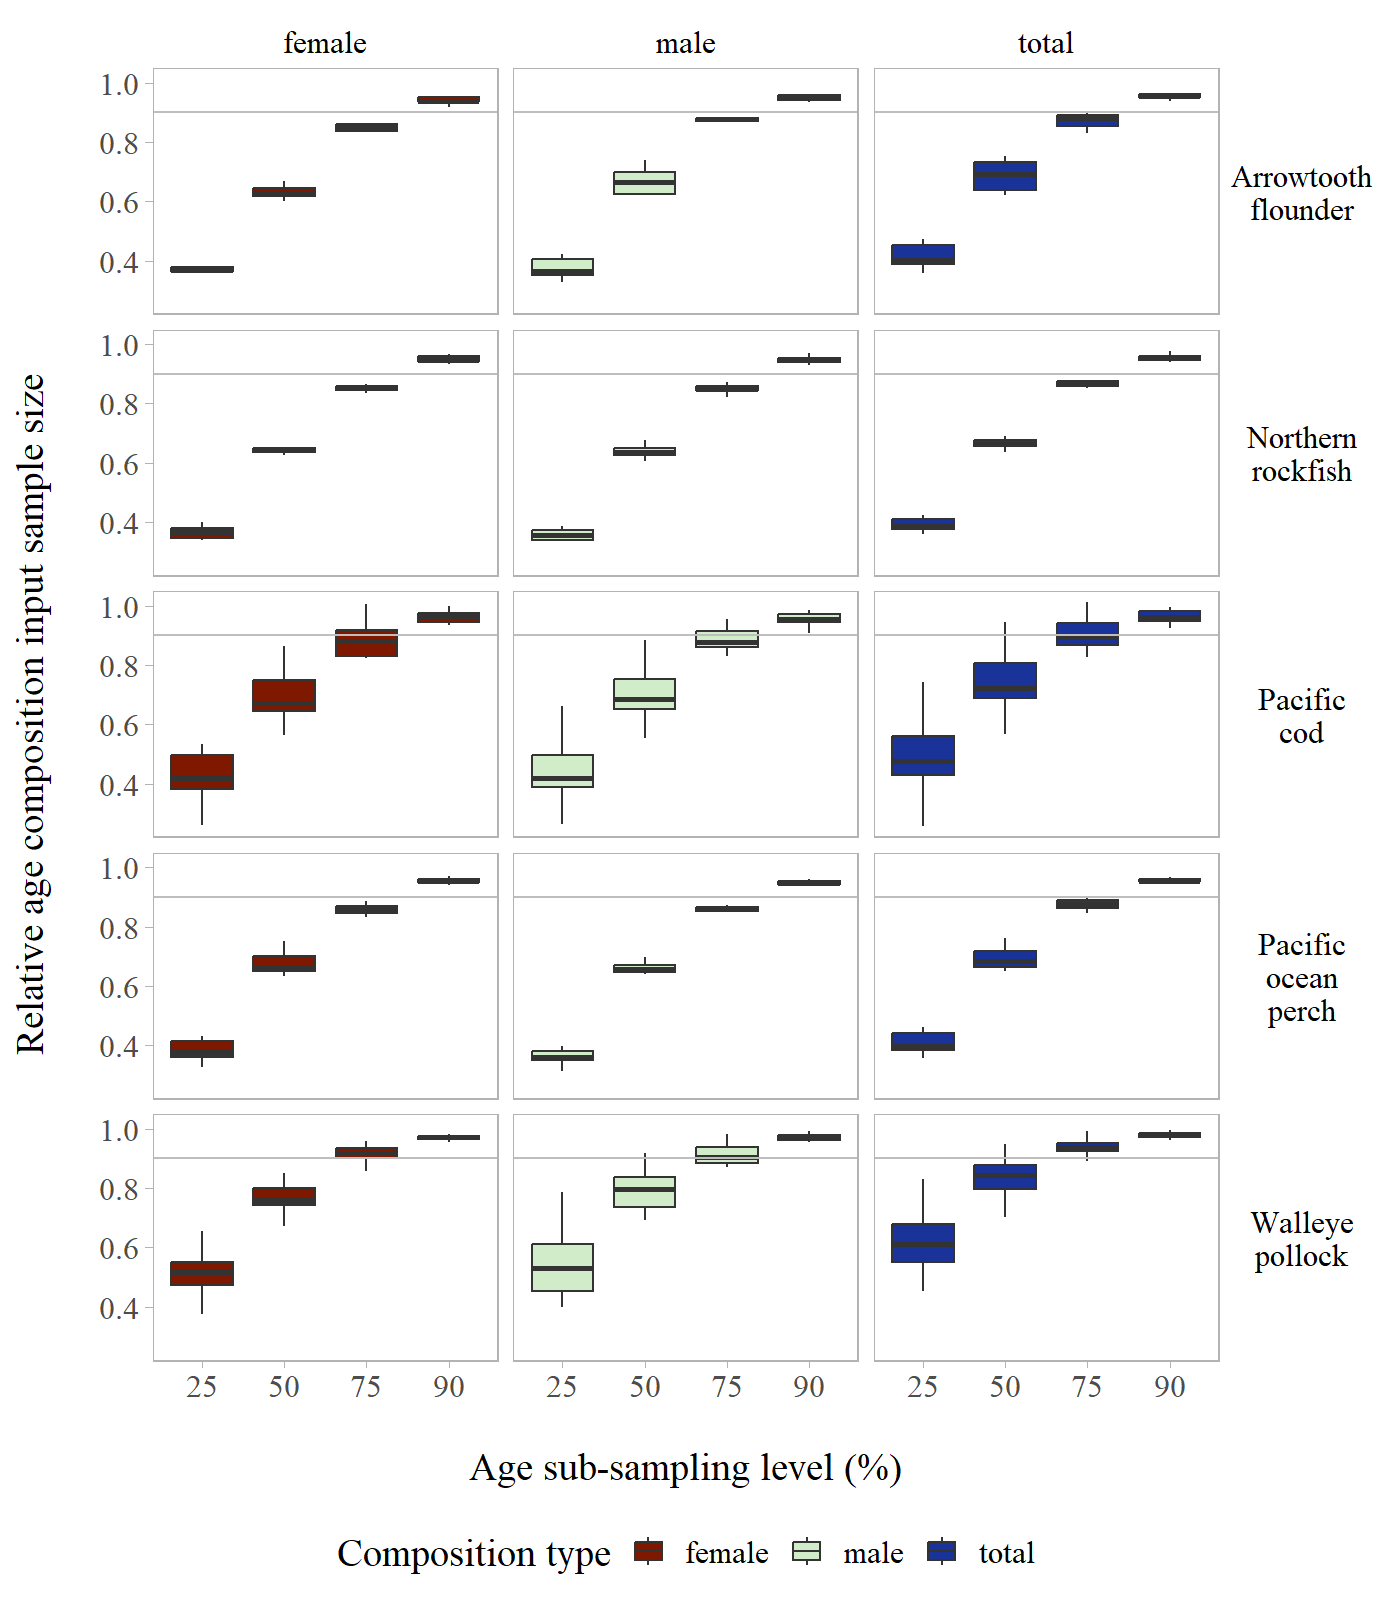 female male total
1.0
0.8
0.6
0.4
Arrowtooth
flounder
1.0
0.8
0.6
0.4
Northern
rockfish
1.0
0.8
0.6
0.4
Pacific
cod
1.0
0.8
0.6
0.4
Pacific
ocean
perch
1.0
0.8
0.6
0.4
Walleye
pollock
Relative age composition input sample size
25 50 75 90 25 50 75 90 25 50 75 90
Age sub-sampling level (%)
Composition type female male total